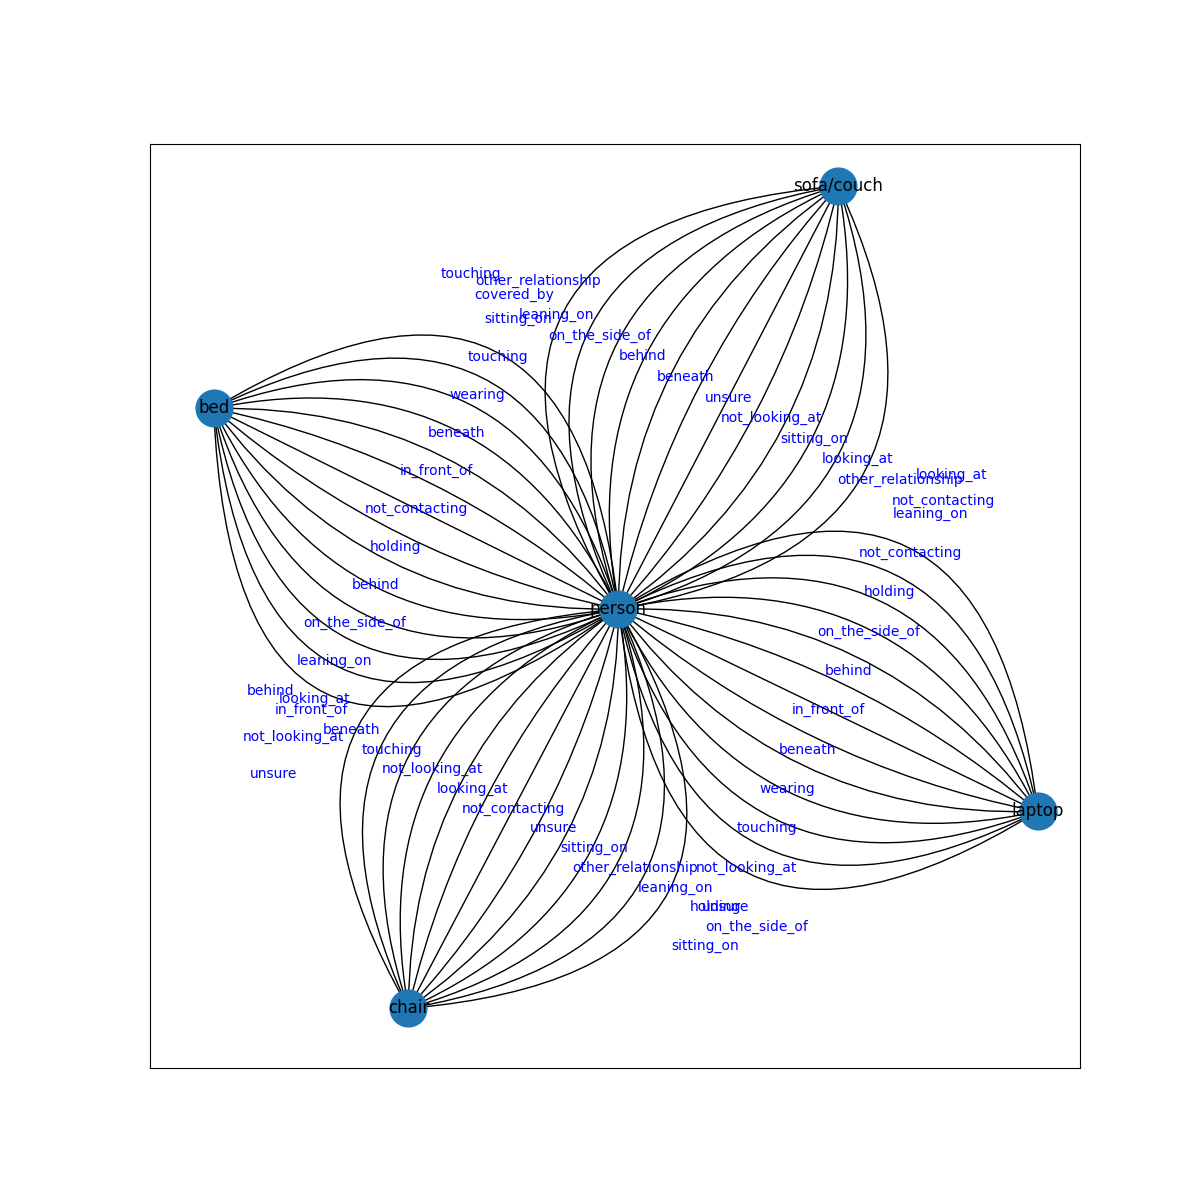 sofa/couch
touching
other_relationship
covered_by
leaning_on
sitting_on
on_the_side_of
behind
touching
beneath
wearing
unsure
bed
not_looking_at
beneath
sitting_on
looking_at
in_front_of
looking_at
other_relationship
not_contacting
not_contacting
leaning_on
holding
not_contacting
behind
holding
person
on_the_side_of
on_the_side_of
leaning_on
behind
behind
looking_at
in_front_of
in_front_of
beneath
not_looking_at
touching
beneath
not_looking_at
unsure
looking_at
wearing
not_contacting
laptop
unsure
touching
sitting_on
other_relationship
not_looking_at
leaning_on
holding
unsure
on_the_side_of
sitting_on
chair